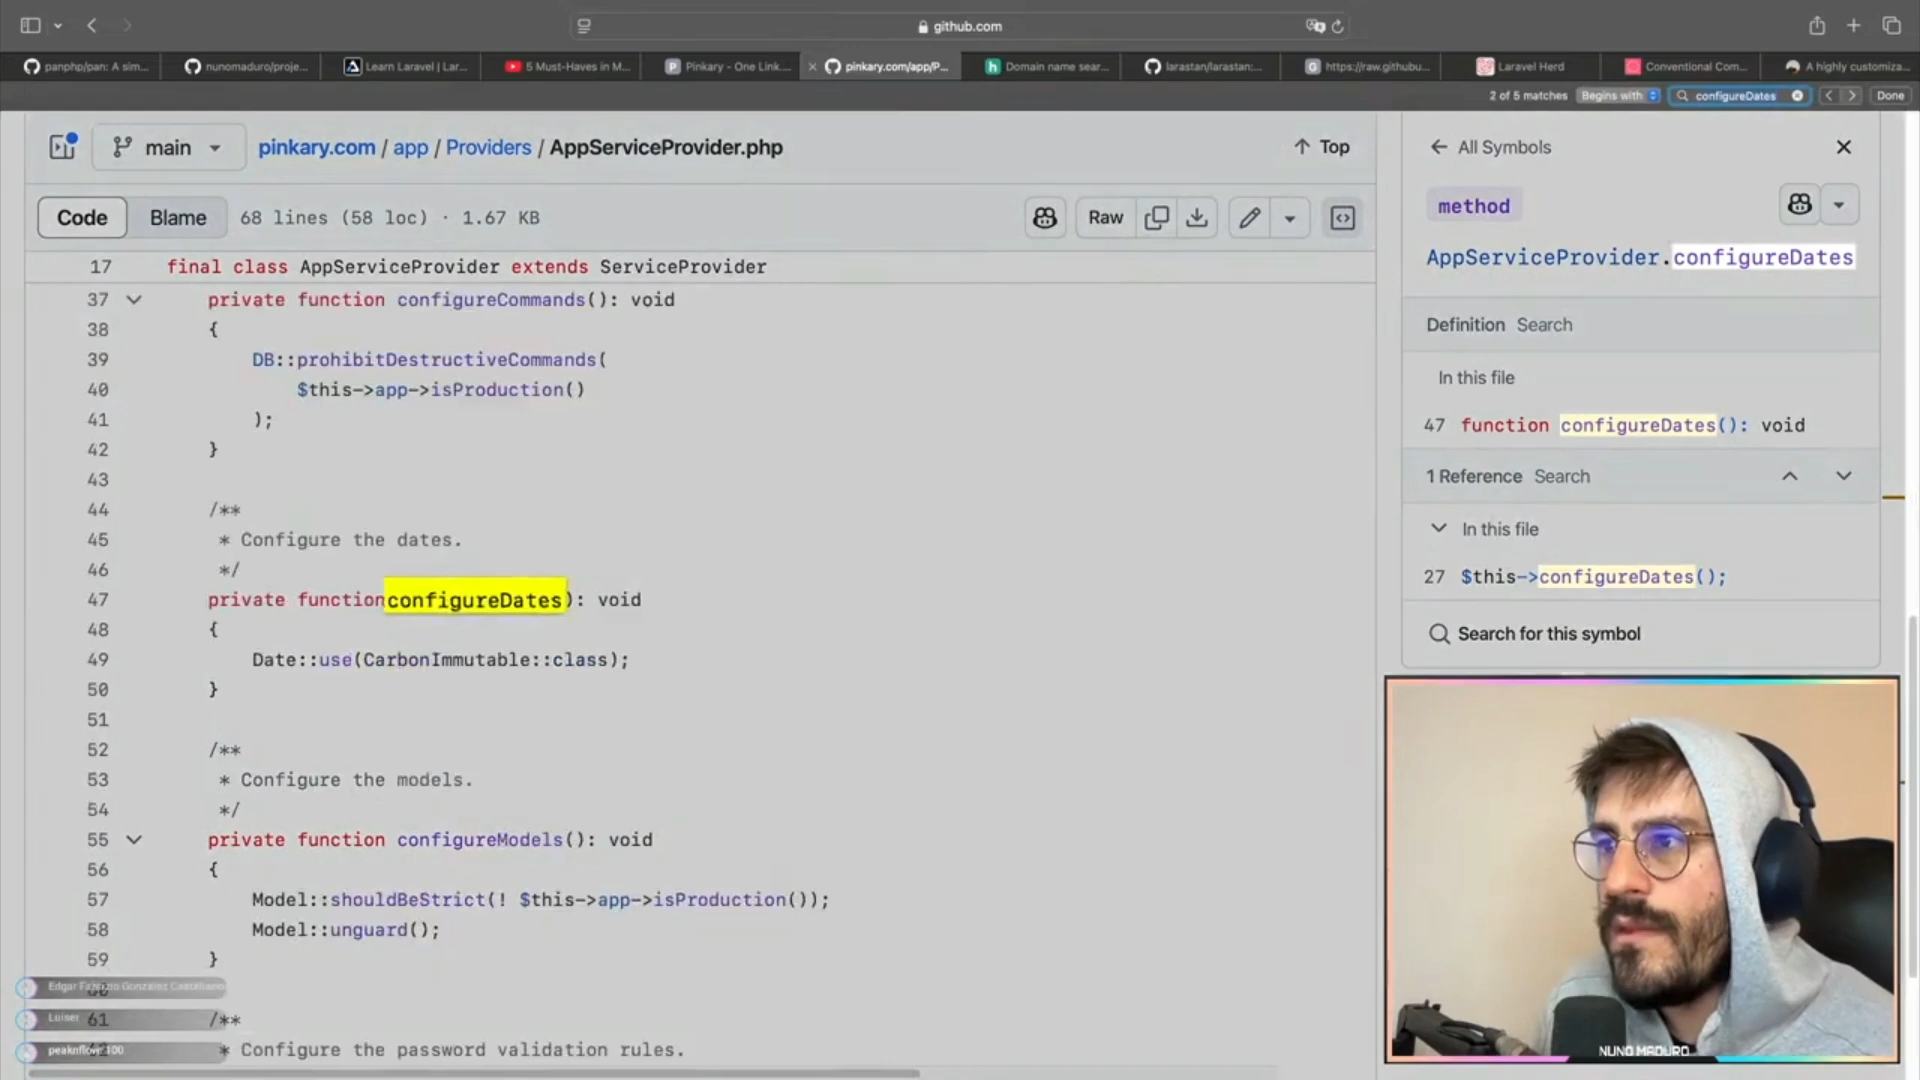 github.com
panphp/pan: A sim...
nunomaduro/proje...
Learn Laravel | Lar...
5 Must-Haves in M...
Pinkary - One Link...
pinkary.com/app/P...
Domain name sear...
larastan/larastan:...
https://raw.githubu...
Laravel Herd
Conventional Com...
A highly customiza...
2 of 5 matches Begins with configureDates Done
main pinkary.com / app / Providers / AppServiceProvider.php Top
Code Blame 68 lines (58 loc) · 1.67 KB Raw
17 final class AppServiceProvider extends ServiceProvider
37 private function configureCommands(): void
38 {
39 DB::prohibitDestructiveCommands(
40 $this->app->isProduction()
41 );
42 }
43
44 /**
45 * Configure the dates.
46 */
47 private function configureDates): void
48 {
49 Date::use(CarbonImmutable::class);
50 }
51
52 /**
53 * Configure the models.
54 */
55 private function configureModels(): void
56 {
57 Model::shouldBeStrict(! $this->app->isProduction());
58 Model::unguard();
59 }
61 /**
* Configure the password validation rules.
All Symbols
method
AppServiceProvider.configureDates
Definition Search
In this file
47 function configureDates(): void
1 Reference Search
In this file
27 $this->configureDates();
Search for this symbol
Luiser
NUNO MADURO